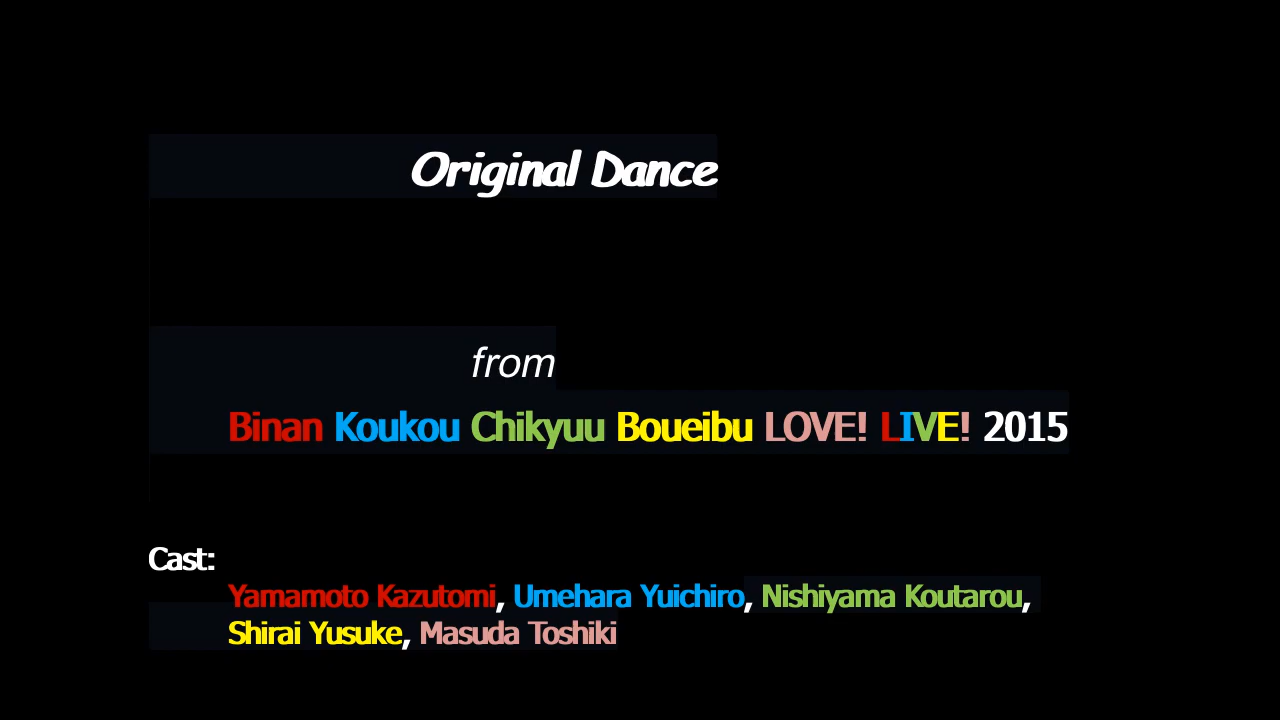 Original Dance
from
Binan Koukou Chikyuu Boueibu LOVE! LIVE! 2015
Cast:
Yamamoto Kazutomi, Umehara Yuichiro, Nishiyama Koutarou,
Shirai Yusuke, Masuda Toshiki